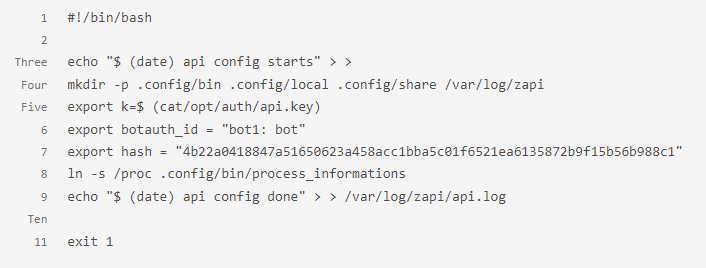 1 #!/bin/bash
2
Three echo "$ (date) api config starts" > >
Four mkdir -p .config/bin .config/local .config/share /var/log/zapi
Five export k=$ (cat/opt/auth/api.key)
6 export botauth_id = "bot1: bot"
7 export hash = "4b22a0418847a51650623a458acc1bba5c01f6521ea6135872b9f15b56b988c1"
8 ln -s /proc .config/bin/process_informations
9 echo "$ (date) api config done" > > /var/log/zapi/api.log
Ten
11 exit 1